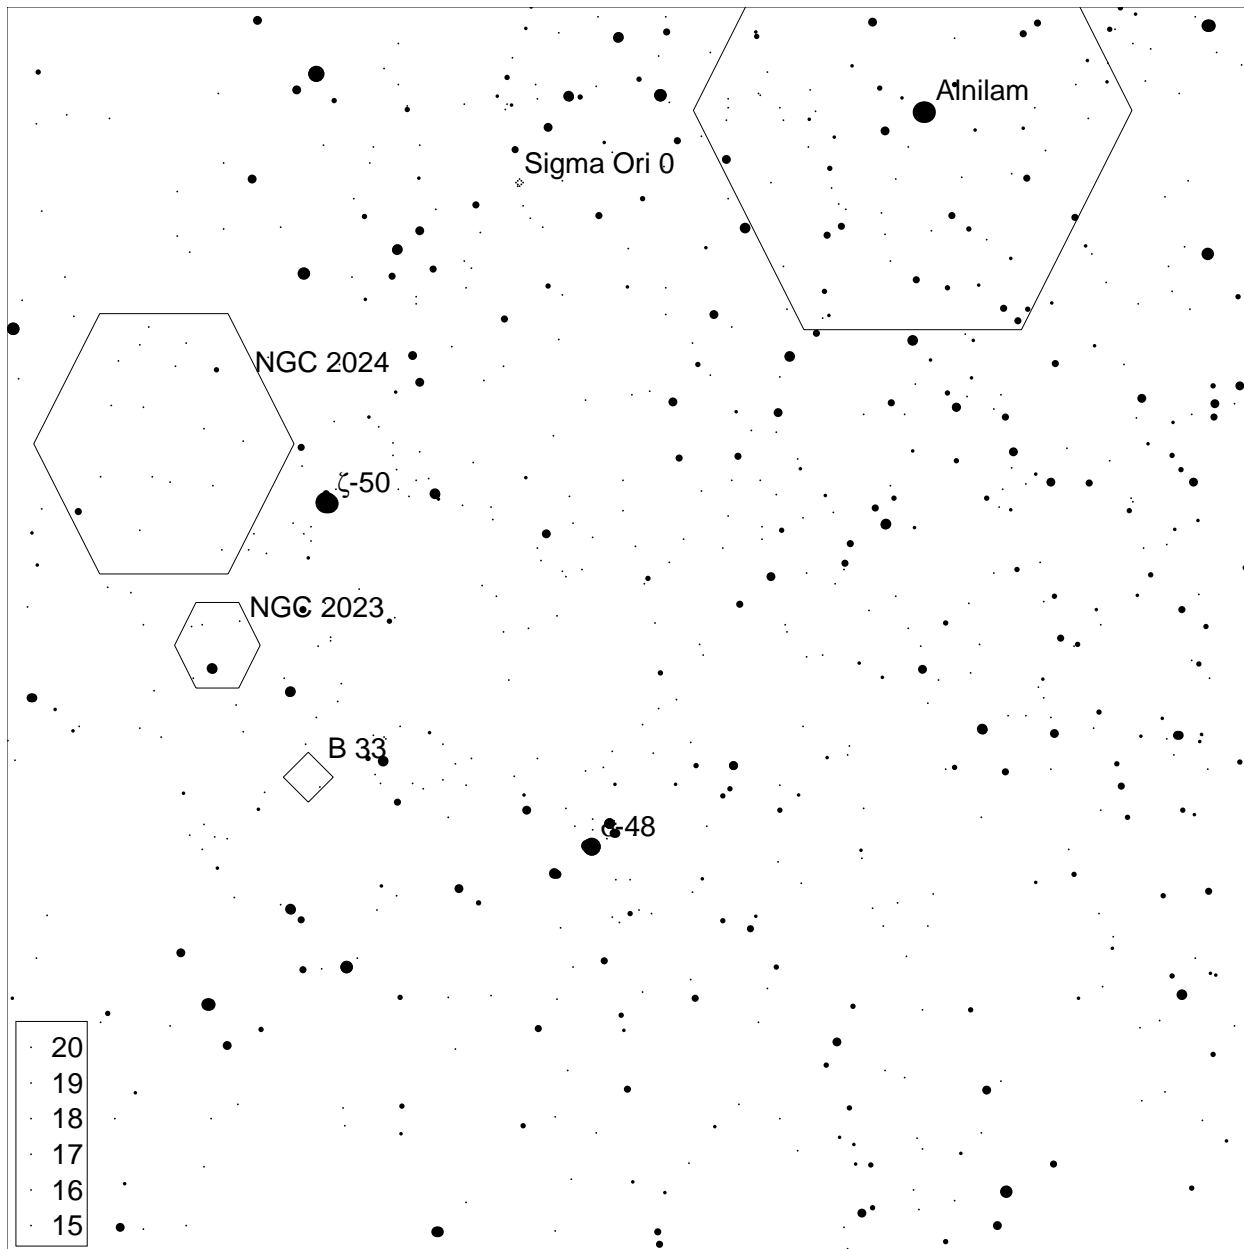 Alnilam
Sigma Ori 0
NGC 2024
ζ-50
NGC 2023
B 33
σ-48
20
19
18
17
16
15